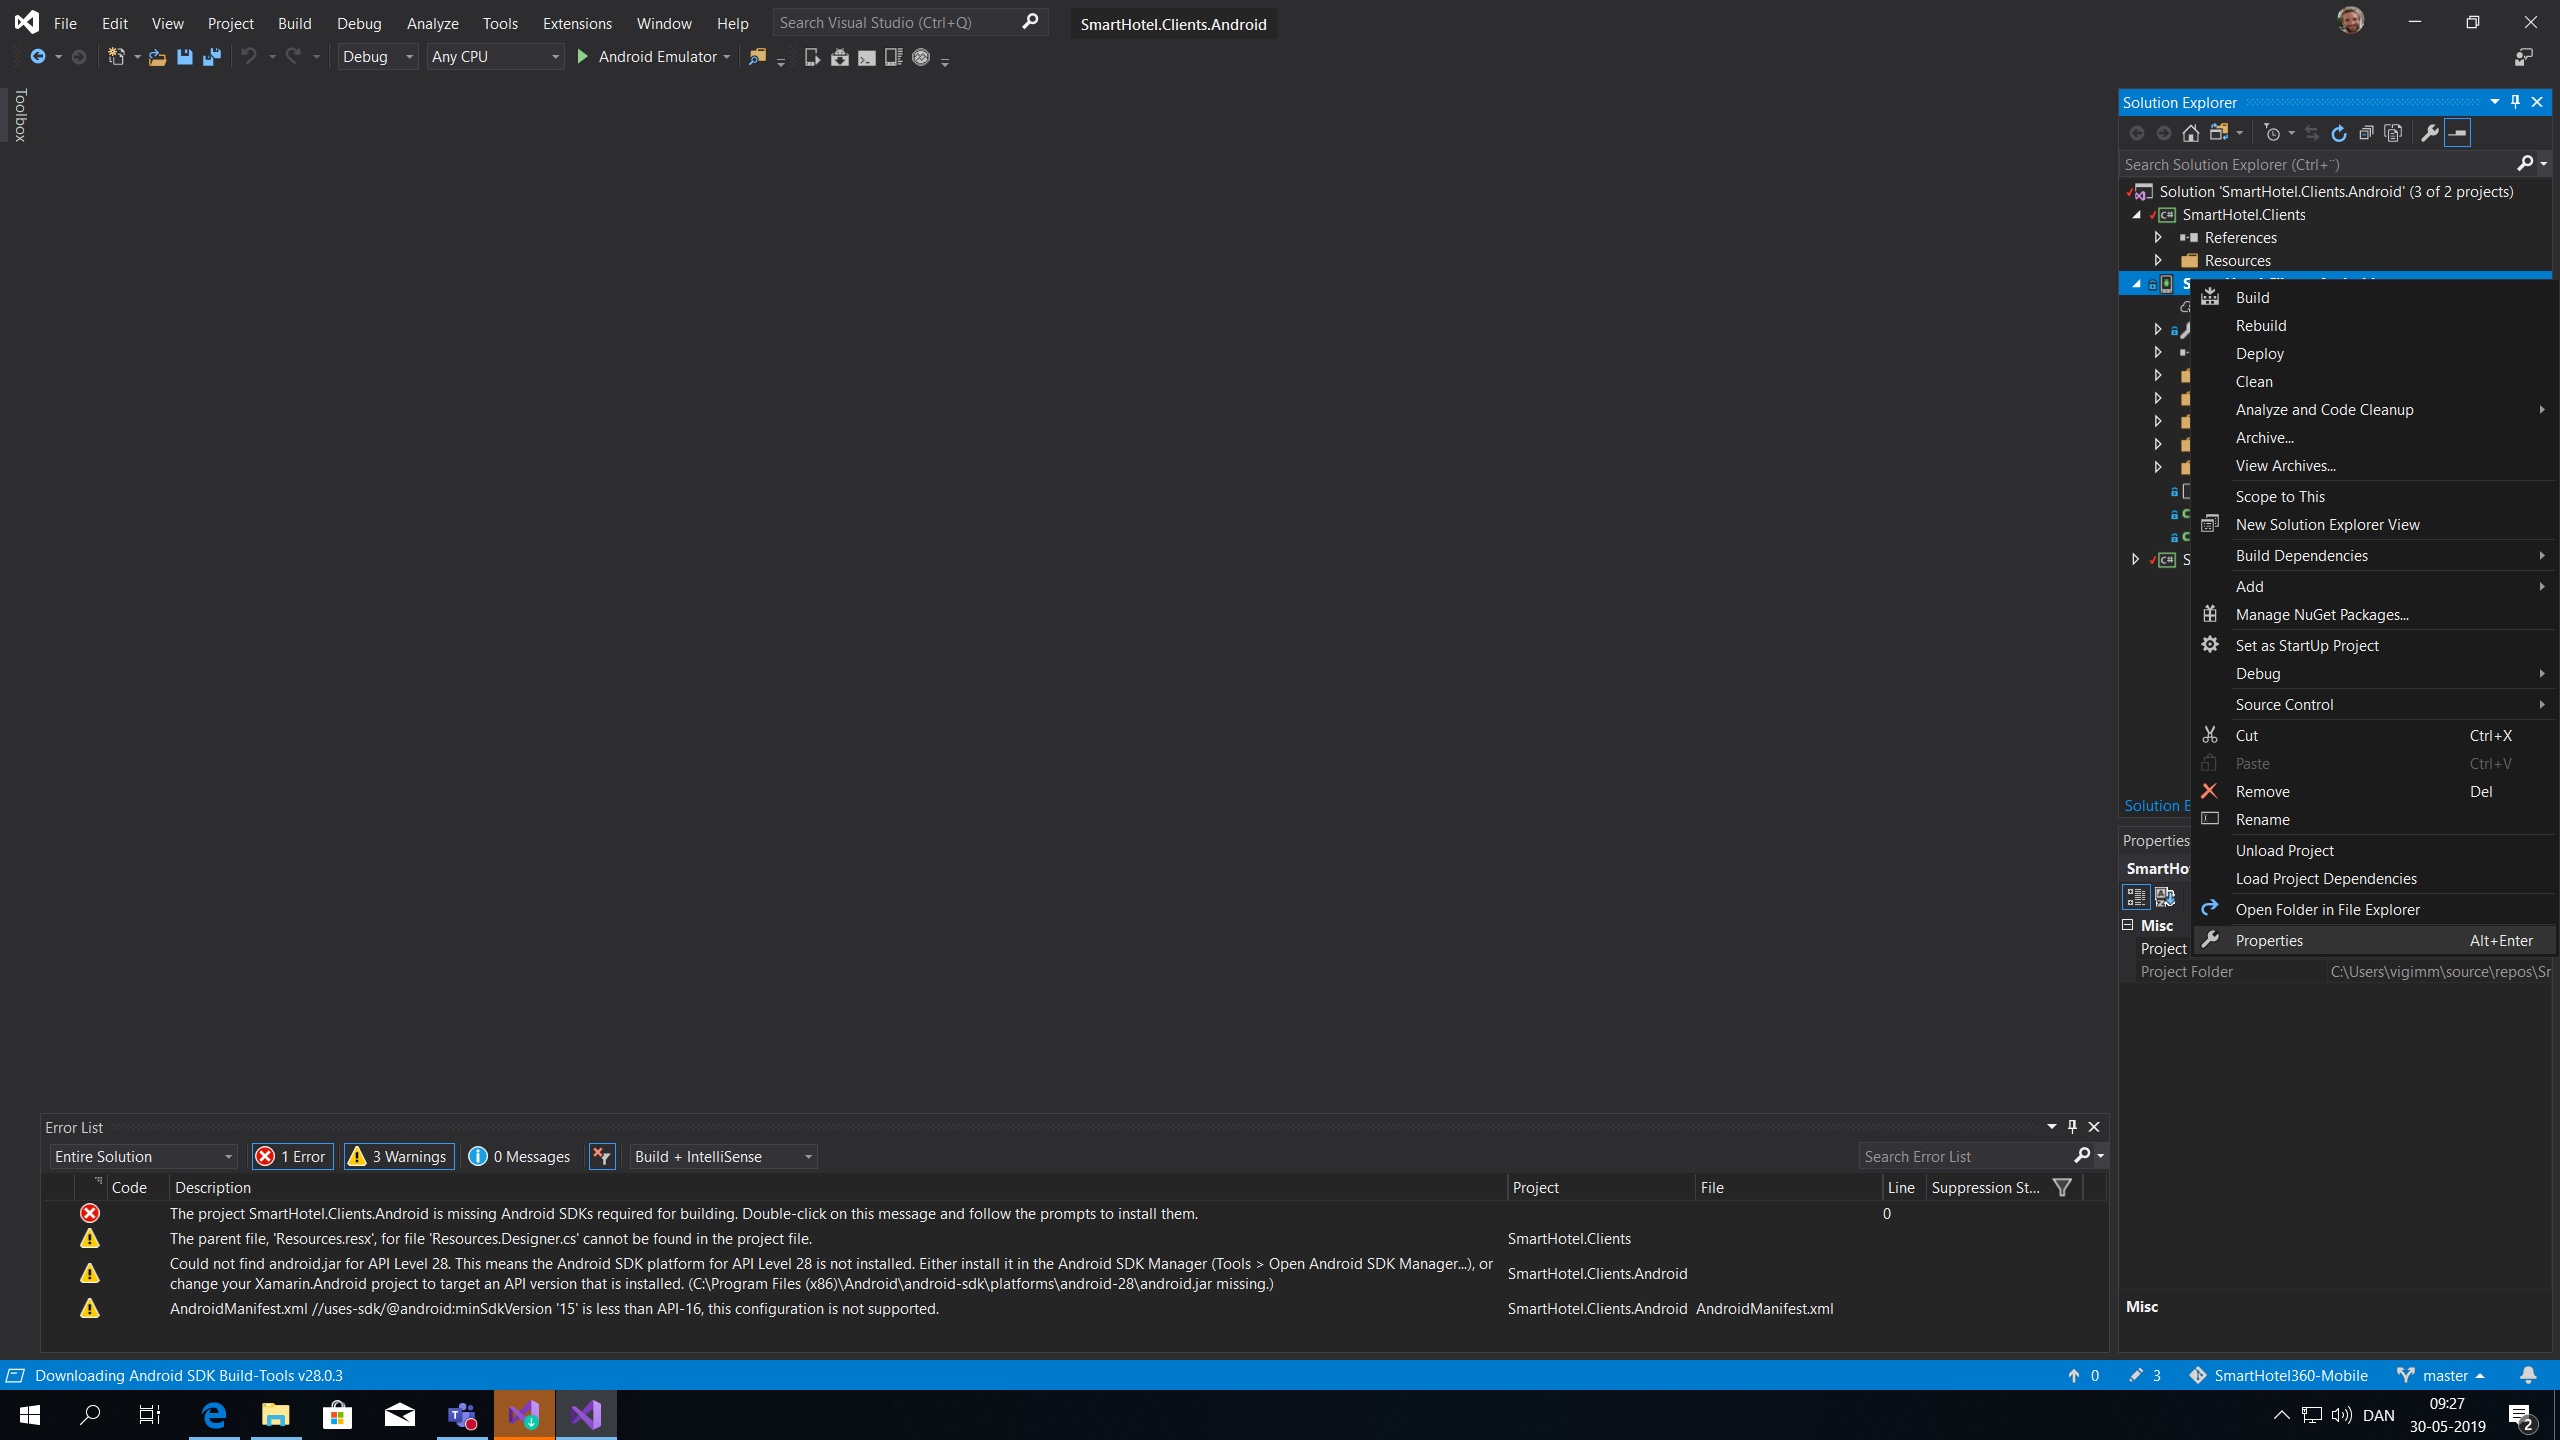 File Edit View Project Build Debug Analyze Tools Extensions Window Help Search Visual Studio (Ctrl+Q) SmartHotel.Clients.Android
Debug Any CPU Android Emulator
Toolbox
Solution Explorer
Search Solution Explorer (Ctrl+¨)
Solution 'SmartHotel.Clients.Android' (3 of 2 projects)
SmartHotel.Clients
References
Resources
Build
Rebuild
Deploy
Clean
Analyze and Code Cleanup
Archive...
View Archives...
Scope to This
New Solution Explorer View
Build Dependencies
Add
Manage NuGet Packages...
Set as StartUp Project
Debug
Source Control
Cut Ctrl+X
Paste Ctrl+V
Remove Del
Rename
Unload Project
Load Project Dependencies
Open Folder in File Explorer
Properties Alt+Enter
Solution E
Properties
SmartHo
Misc
Project
Project Folder C:\Users\vigimm\source\repos\Sr
Misc
Error List
Entire Solution 1 Error 3 Warnings 0 Messages Build + IntelliSense Search Error List
Code Description Project File Line Suppression St...
The project SmartHotel.Clients.Android is missing Android SDKs required for building. Double-click on this message and follow the prompts to install them. 0
The parent file, 'Resources.resx', for file 'Resources.Designer.cs' cannot be found in the project file. SmartHotel.Clients
Could not find android.jar for API Level 28. This means the Android SDK platform for API Level 28 is not installed. Either install it in the Android SDK Manager (Tools > Open Android SDK Manager...), or
change your Xamarin.Android project to target an API version that is installed. (C:\Program Files (x86)\Android\android-sdk\platforms\android-28\android.jar missing.) SmartHotel.Clients.Android
AndroidManifest.xml //uses-sdk/@android:minSdkVersion '15' is less than API-16, this configuration is not supported. SmartHotel.Clients.Android AndroidManifest.xml
Downloading Android SDK Build-Tools v28.0.3 0 3 SmartHotel360-Mobile master
DAN 09:27
30-05-2019 2